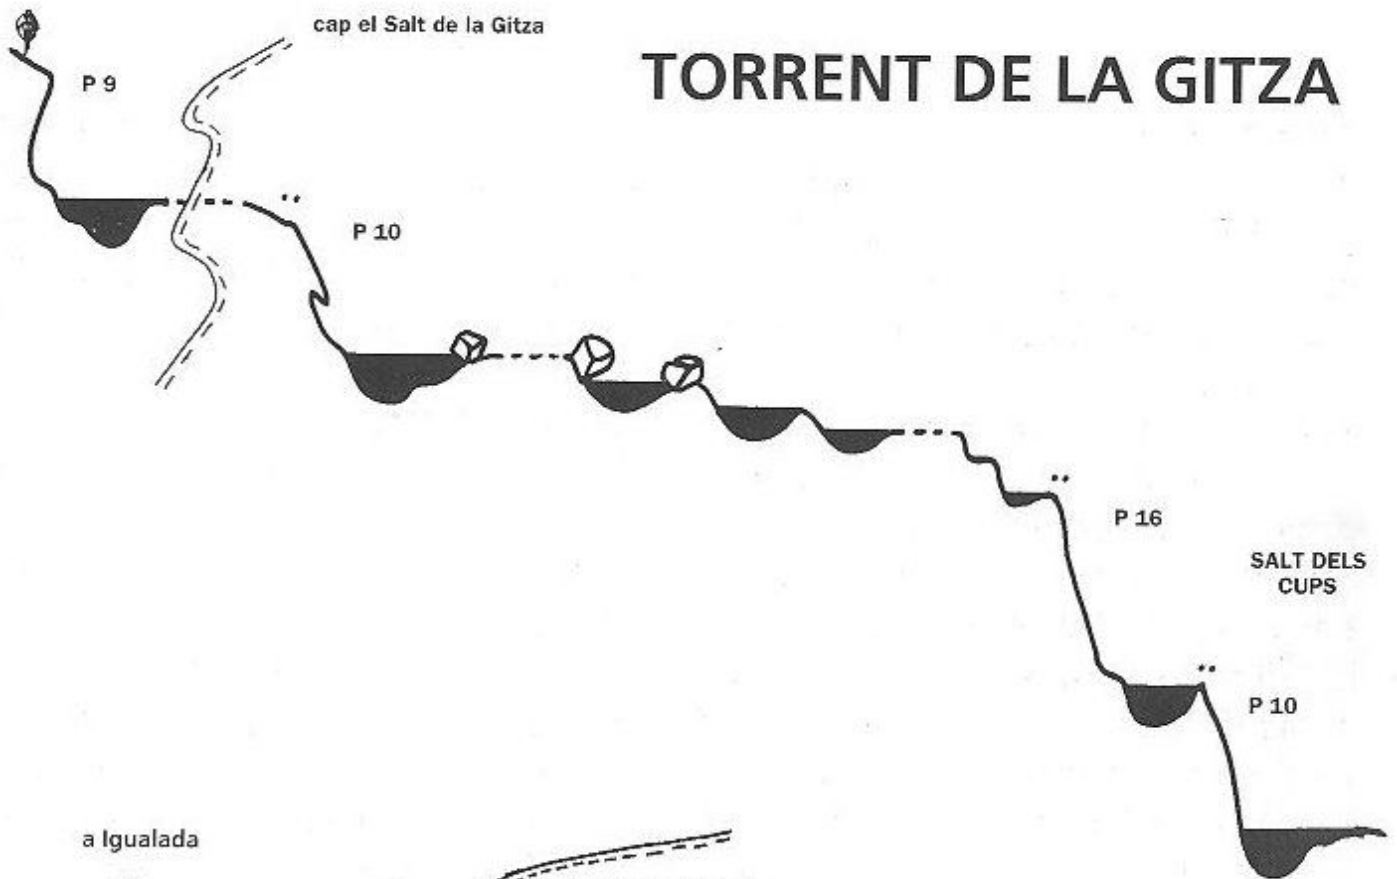 cap el Salt de la Gitza
TORRENT DE LA GITZA
P 9
P 10
P 16
SALT DELS
CUPS
P 10
a Igualada